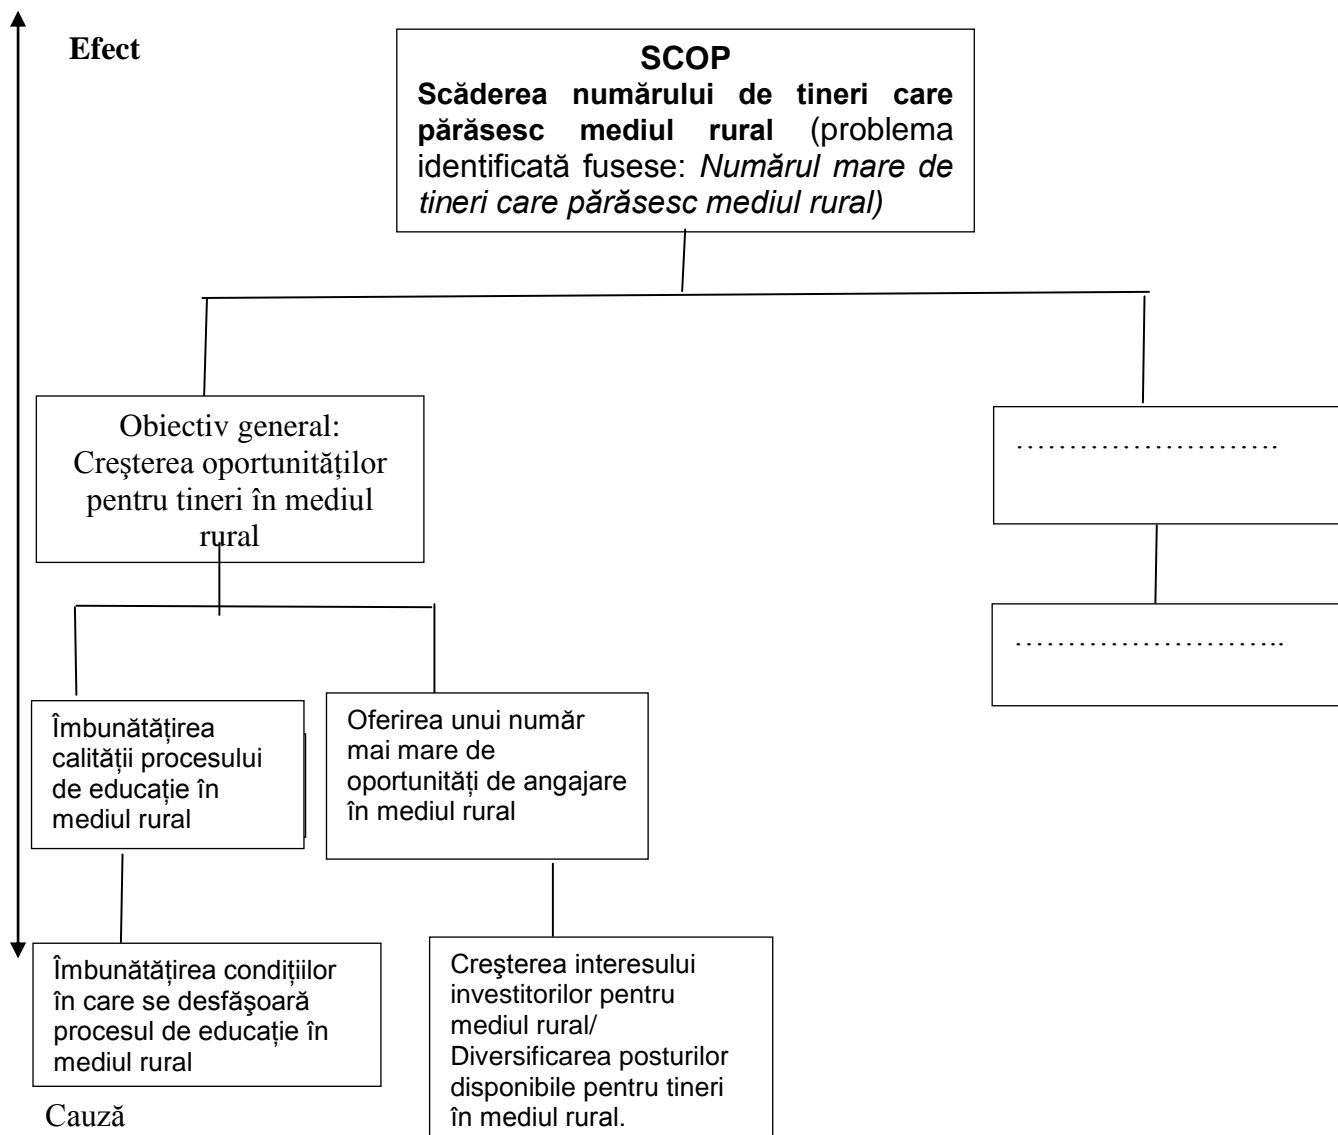 Efect
SCOP
Scăderea numărului de tineri care
părăsesc mediul rural (problema
identificată fusese: Numărul mare de
tineri care părăsesc mediul rural)
Obiectiv general:
Creşterea oportunităților
pentru tineri în mediul
rural
……………………
…………………….
Îmbunătățirea
calității procesului
de educație în
mediul rural
Oferirea unui număr
mai mare de
oportunități de angajare
în mediul rural
Îmbunătățirea condițiilor
în care se desfăşoară
procesul de educație în
mediul rural
Creşterea interesului
investitorilor pentru
mediul rural/
Diversificarea posturilor
disponibile pentru tineri
în mediul rural.
Cauză